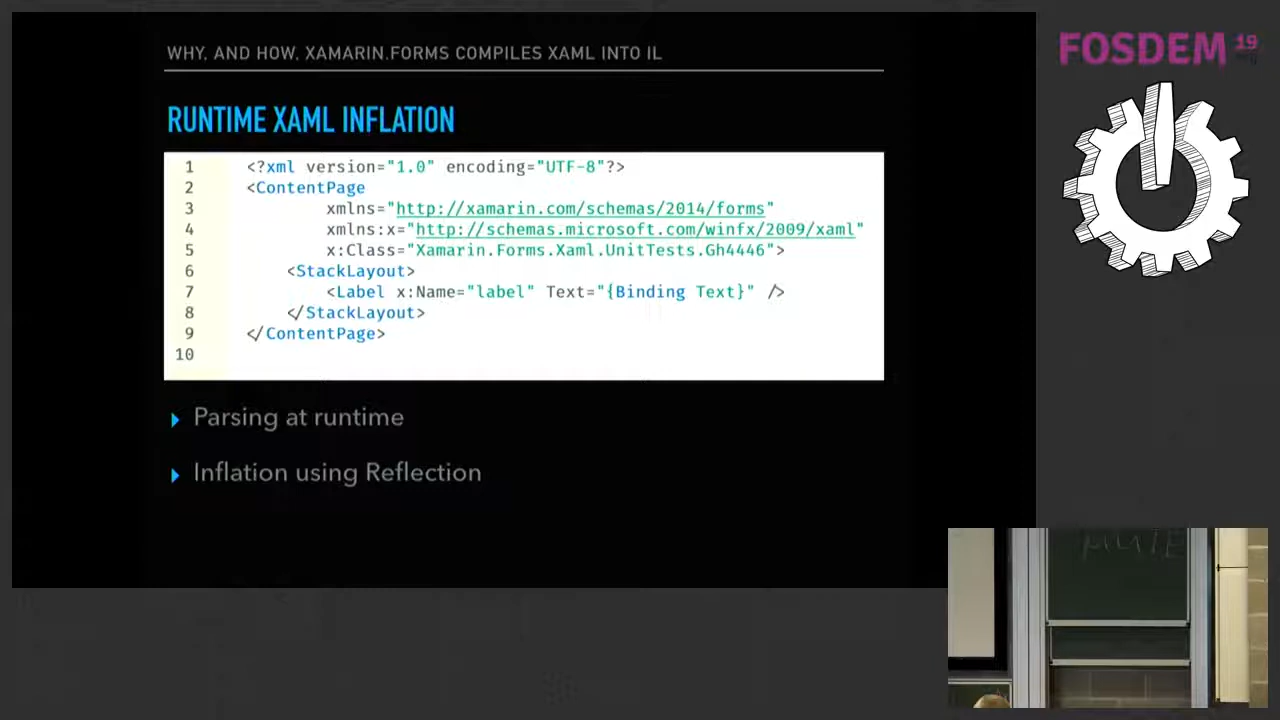 WHY, AND HOW, XAMARIN.FORMS COMPILES XAML INTO IL
RUNTIME XAML INFLATION
1 <?xml version="1.0" encoding="UTF-8"?>
2 <ContentPage
3 xmlns="http://xamarin.com/schemas/2014/forms"
4 xmlns:x="http://schemas.microsoft.com/winfx/2009/xaml"
5 x:Class="Xamarin.Forms.Xaml.UnitTests.Gh4446">
6 <StackLayout>
7 <Label x:Name="label" Text="{Binding Text}" />
8 </StackLayout>
9 </ContentPage>
10
Parsing at runtime
Inflation using Reflection
FOSDEM 19
MUTE